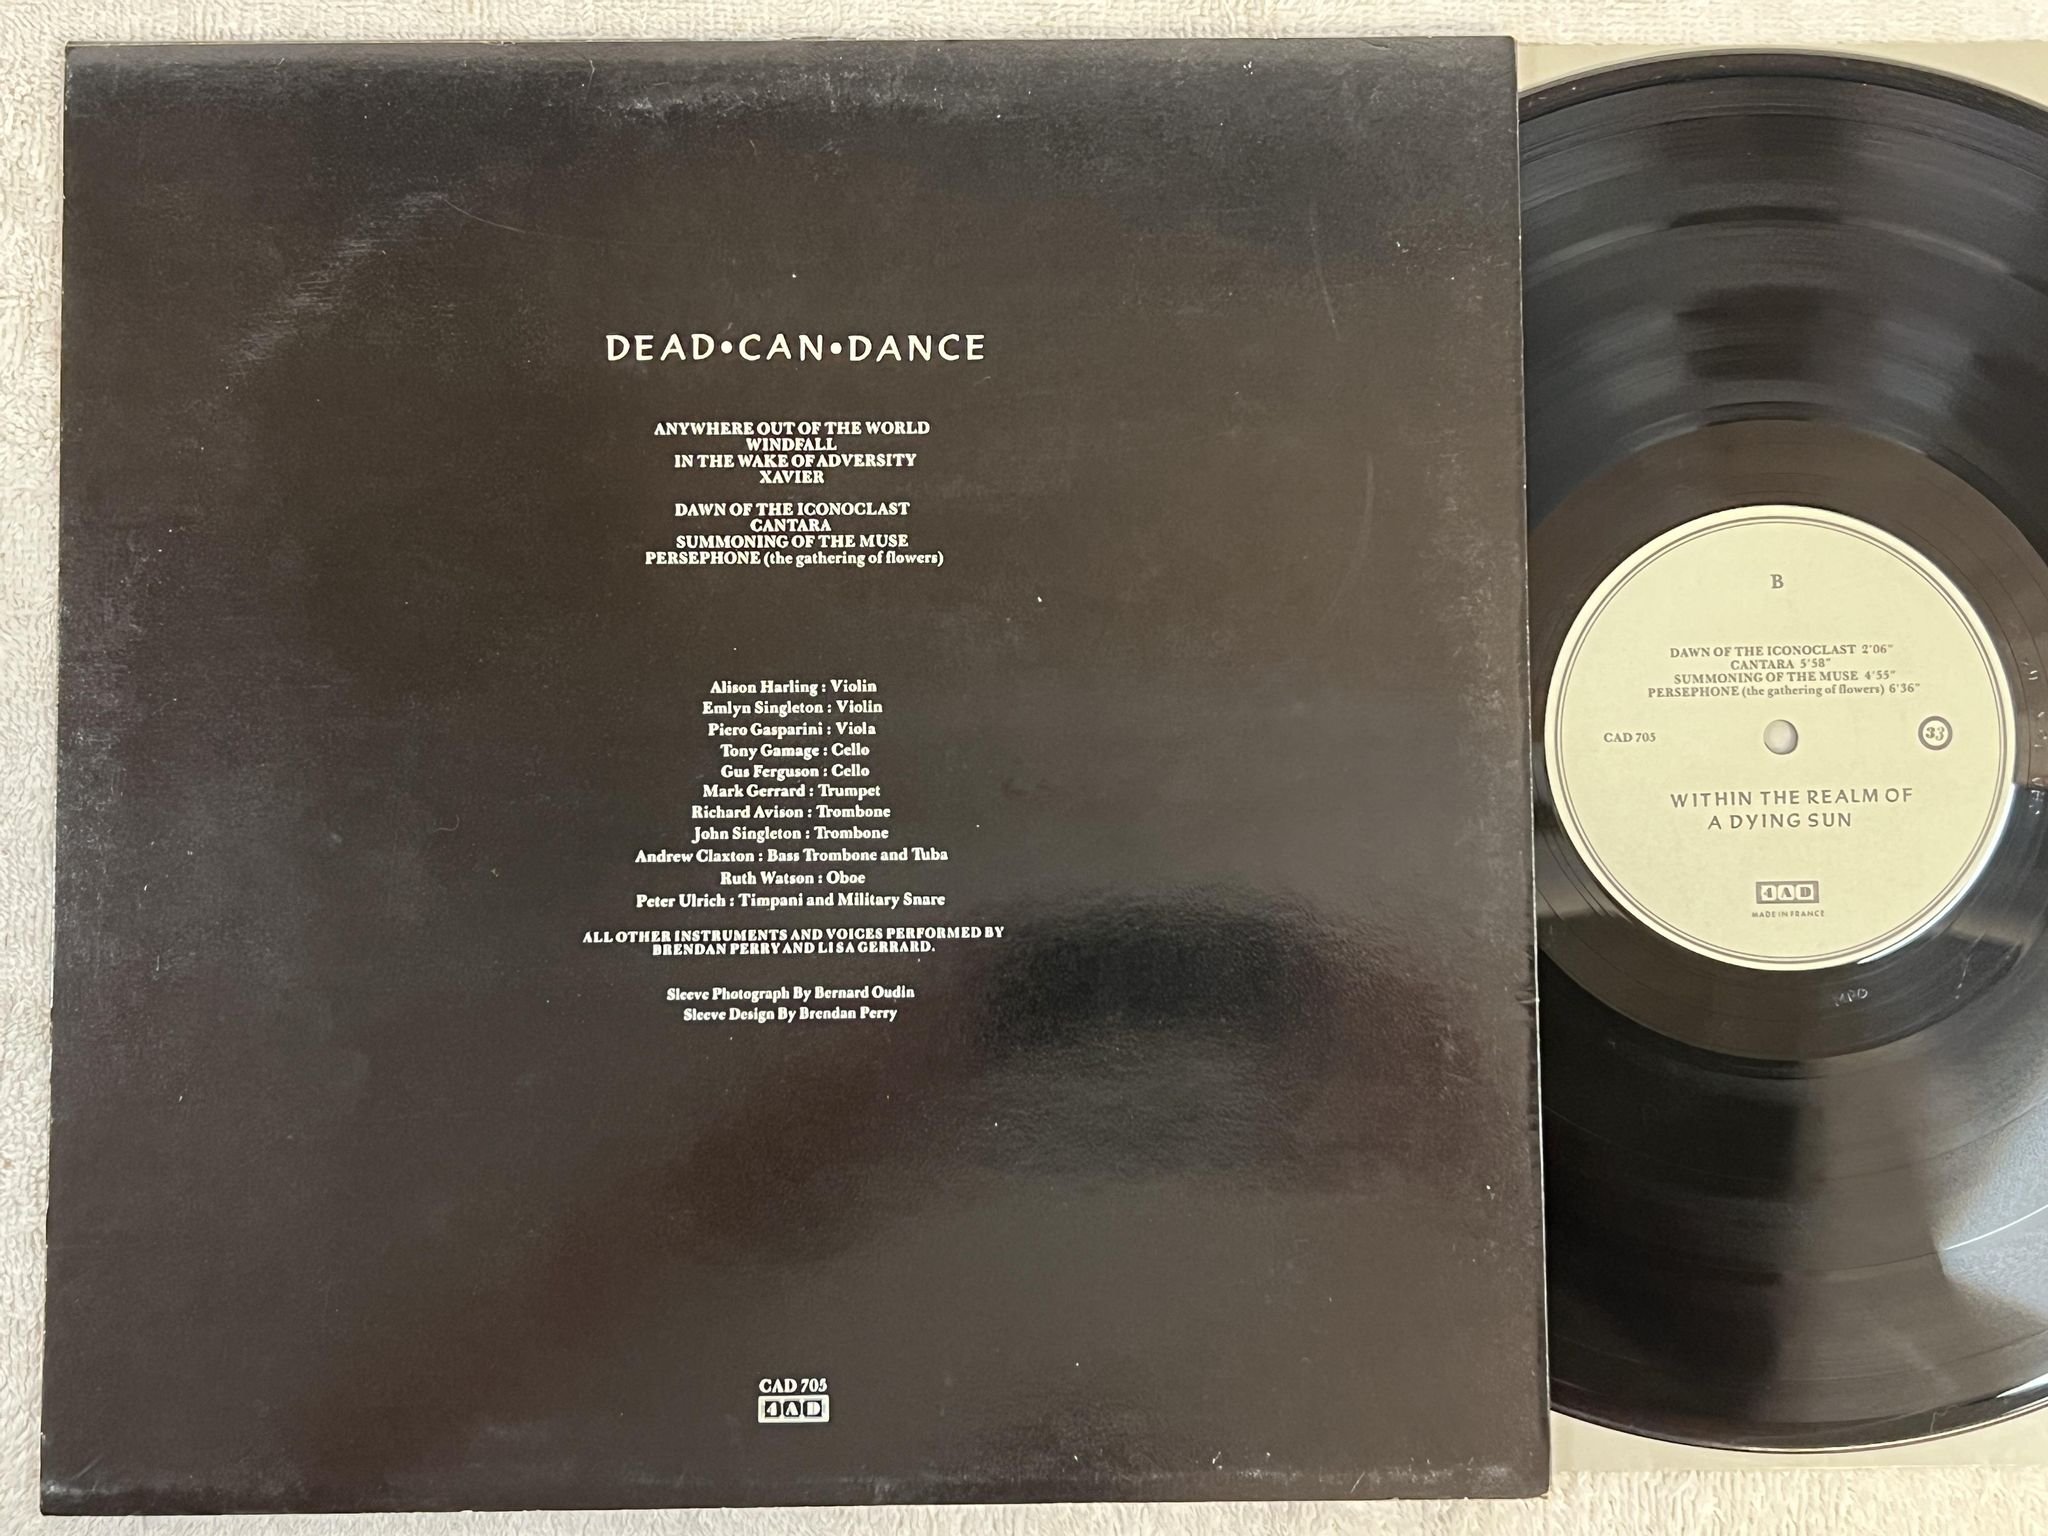 DEAD•CAN•DANCE
ANYWHERE OUT OF THE WORLD
WINDFALL
IN THE WAKE OF ADVERSITY
XAVIER
DAWN OF THE ICONOCLAST
CANTARA
SUMMONING OF THE MUSE
PERSEPHONE (the gathering of flowers)
Alison Harling : Violin
Emlyn Singleton : Violin
Piero Gasparini : Viola
Tony Gamage : Cello
Gus Ferguson : Cello
Mark Gerrard : Trumpet
Richard Avison : Trombone
John Singleton : Trombone
Andrew Claxton : Bass Trombone and Tuba
Ruth Watson : Oboe
Peter Ulrich : Timpani and Military Snare
ALL OTHER INSTRUMENTS AND VOICES PERFORMED BY
BRENDAN PERRY AND LISA GERRARD.
Sleeve Photograph By Bernard Oudin
Sleeve Design By Brendan Perry
CAD 705
4AD
B
DAWN OF THE ICONOCLAST 2'06"
CANTARA 5'58"
SUMMONING OF THE MUSE 4'55"
PERSEPHONE (the gathering of flowers) 6'36"
CAD 705
33
WITHIN THE REALM OF
A DYING SUN
4AD
MADE IN FRANCE
MPO